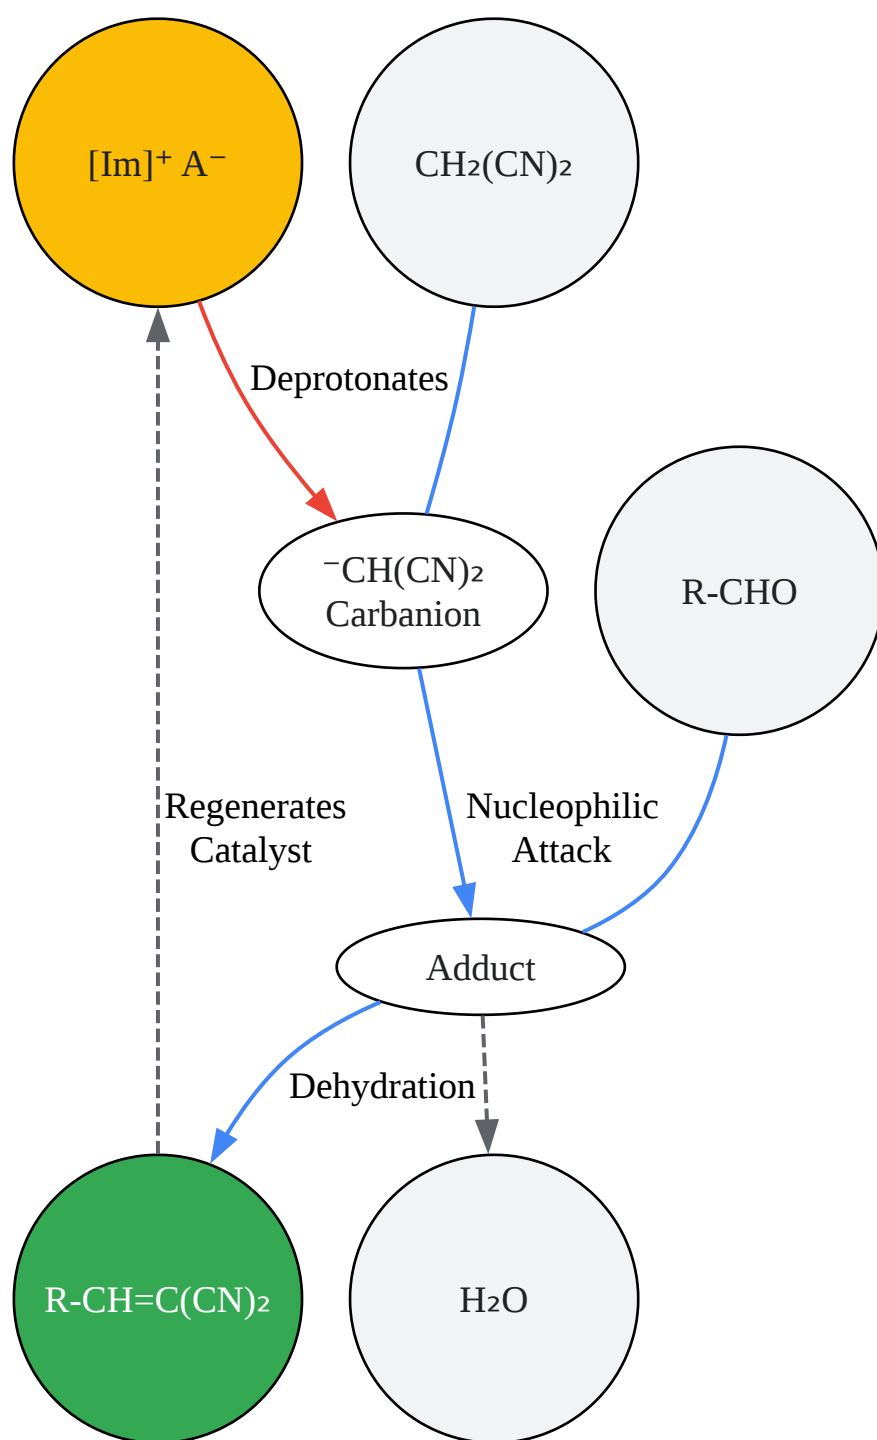 [Im]⁺ A⁻
CH₂(CN)₂
Deprotonates
⁻CH(CN)₂
Carbanion
R-CHO
Regenerates
Catalyst
Nucleophilic
Attack
Adduct
Dehydration
R-CH=C(CN)₂
H₂O